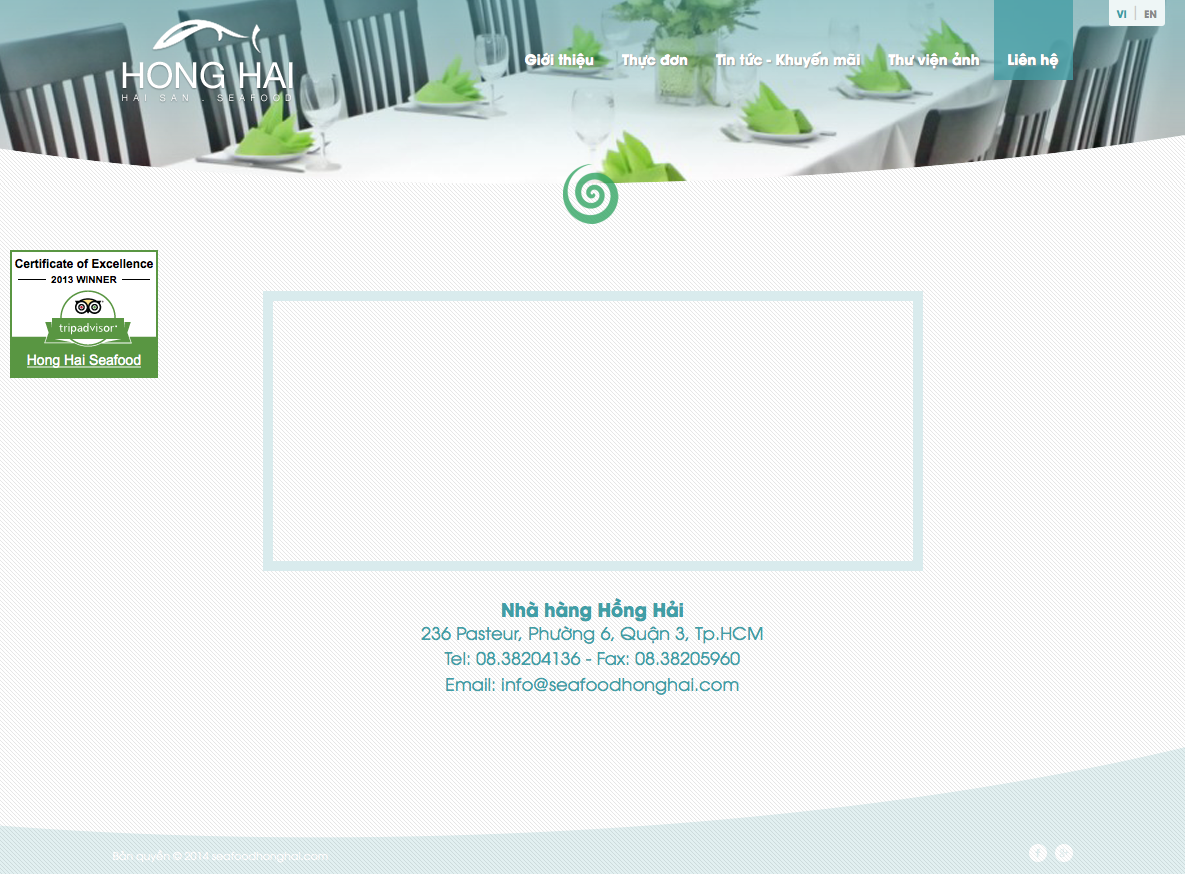 HONG HAI
HAI SAN . SEAFOOD
Giới thiệu
Thực đơn
Tin tức - Khuyến mãi
Thư viện ảnh
Liên hệ
VI | EN
Certificate of Excellence
2013 WINNER
tripadvisor
Hong Hai Seafood
Nhà hàng Hồng Hải
236 Pasteur, Phường 6, Quận 3, Tp.HCM
Tel: 08.38204136 - Fax: 08.38205960
Email: info@seafoodhonghai.com
Bản quyền © 2014 seafoodhonghai.com